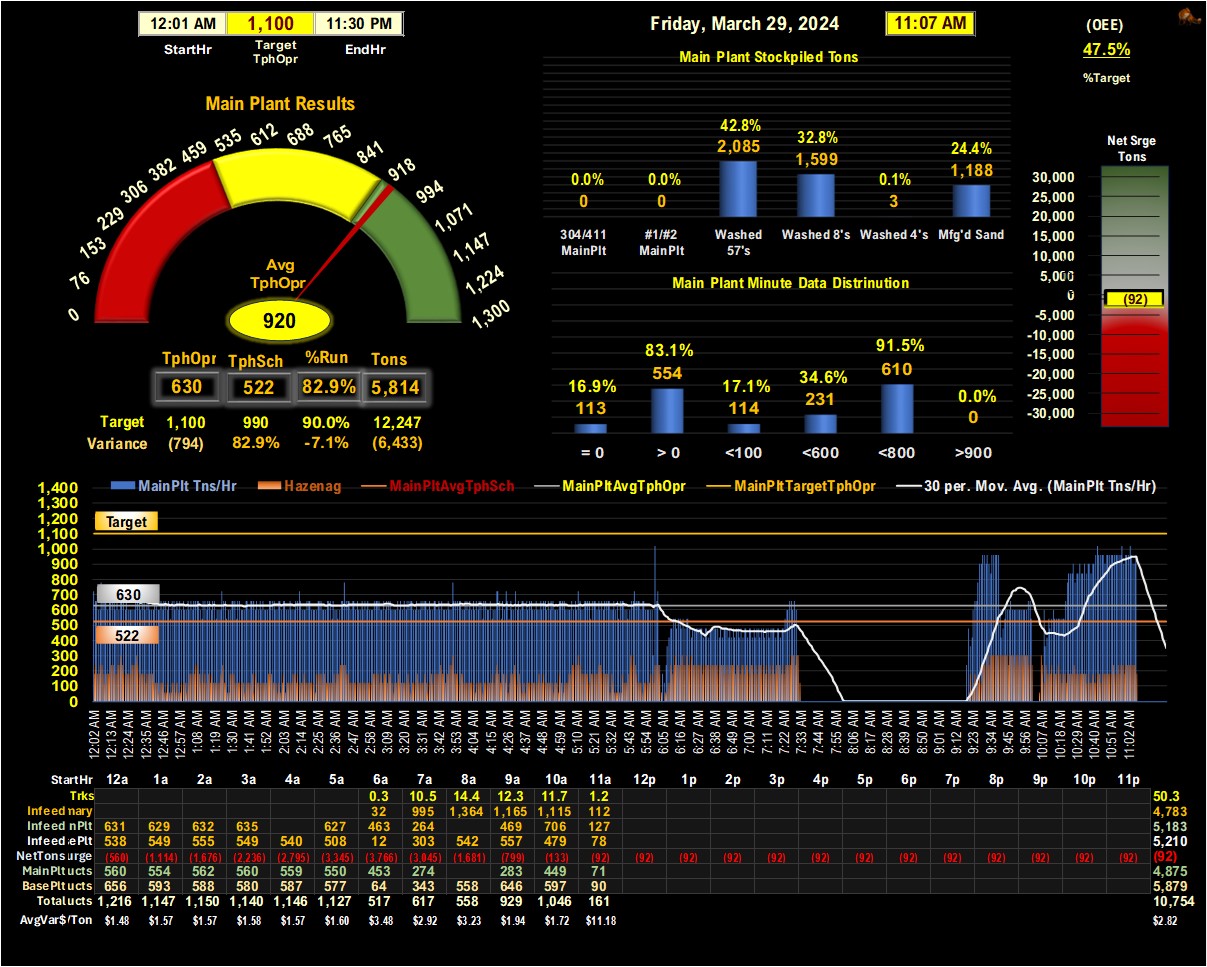 12:01 AM 1,100 11:30 PM
StartHr Target TphOpr EndHr
Friday, March 29, 2024 11:07 AM
(OEE)
47.5%
%Target
Main Plant Results
0 76 153 229 306 382 459 535 612 688 765 841 918 994 1,071 1,147 1,224 1,300
Avg
TphOpr
920
TphOpr TphSch %Run Tons
630 522 82.9% 5,814
Target 1,100 990 90.0% 12,247
Variance (794) 82.9% -7.1% (6,433)
Main Plant Stockpiled Tons
0.0% 0.0% 42.8% 32.8% 0.1% 24.4%
0 0 2,085 1,599 3 1,188
304/411 MainPlt #1/#2 MainPlt Washed 57's Washed 8's Washed 4's Mfg'd Sand
Main Plant Minute Data Distrinution
16.9% 83.1% 17.1% 34.6% 91.5% 0.0%
113 554 114 231 610 0
= 0 > 0 <100 <600 <800 >900
Net Srge
Tons
30,000
25,000
20,000
15,000
10,000
5,000
0
(92)
-5,000
-10,000
-15,000
-20,000
-25,000
-30,000
MainPlt Tns/Hr Hazenag MainPltAvgTphSch MainPltAvgTphOpr MainPltTargetTphOpr 30 per. Mov. Avg. (MainPlt Tns/Hr)
1,400
1,300
1,200
Target
1,100
1,000
900
800
700
630
600
500
522
400
300
200
100
0
12:02 AM 12:13 AM 12:24 AM 12:35 AM 12:46 AM 12:57 AM 1:08 AM 1:19 AM 1:30 AM 1:41 AM 1:52 AM 2:03 AM 2:14 AM 2:25 AM 2:36 AM 2:47 AM 2:58 AM 3:09 AM 3:20 AM 3:31 AM 3:42 AM 3:53 AM 4:04 AM 4:15 AM 4:26 AM 4:37 AM 4:48 AM 4:59 AM 5:10 AM 5:21 AM 5:32 AM 5:43 AM 5:54 AM 6:05 AM 6:16 AM 6:27 AM 6:38 AM 6:49 AM 7:00 AM 7:11 AM 7:22 AM 7:33 AM 7:44 AM 7:55 AM 8:06 AM 8:17 AM 8:28 AM 8:39 AM 8:50 AM 9:01 AM 9:12 AM 9:23 AM 9:34 AM 9:45 AM 9:56 AM 10:07 AM 10:18 AM 10:29 AM 10:40 AM 10:51 AM 11:02 AM
StartHr 12a 1a 2a 3a 4a 5a 6a 7a 8a 9a 10a 11a 12p 1p 2p 3p 4p 5p 6p 7p 8p 9p 10p 11p
Trks 0.3 10.5 14.4 12.3 11.7 1.2 50.3
Infeed nary 32 995 1,364 1,165 1,115 112 4,783
Infeed nPlt 631 629 632 635 627 463 264 469 706 127 5,183
Infeed ePlt 538 549 555 549 540 508 12 303 542 557 479 78 5,210
NetTons urge (560) (1,114) (1,676) (2,236) (2,795) (3,345) (3,766) (3,045) (1,681) (799) (133) (92) (92) (92) (92) (92) (92) (92) (92) (92) (92) (92) (92) (92) (92)
MainPlt ucts 560 554 562 560 559 550 453 274 283 449 71 4,875
BasePlt ucts 656 593 588 580 587 577 64 343 558 646 597 90 5,879
Total ucts 1,216 1,147 1,150 1,140 1,146 1,127 517 617 558 929 1,046 161 10,754
AvgVar$/Ton $1.48 $1.57 $1.57 $1.58 $1.57 $1.60 $3.48 $2.92 $3.23 $1.94 $1.72 $11.18 $2.82